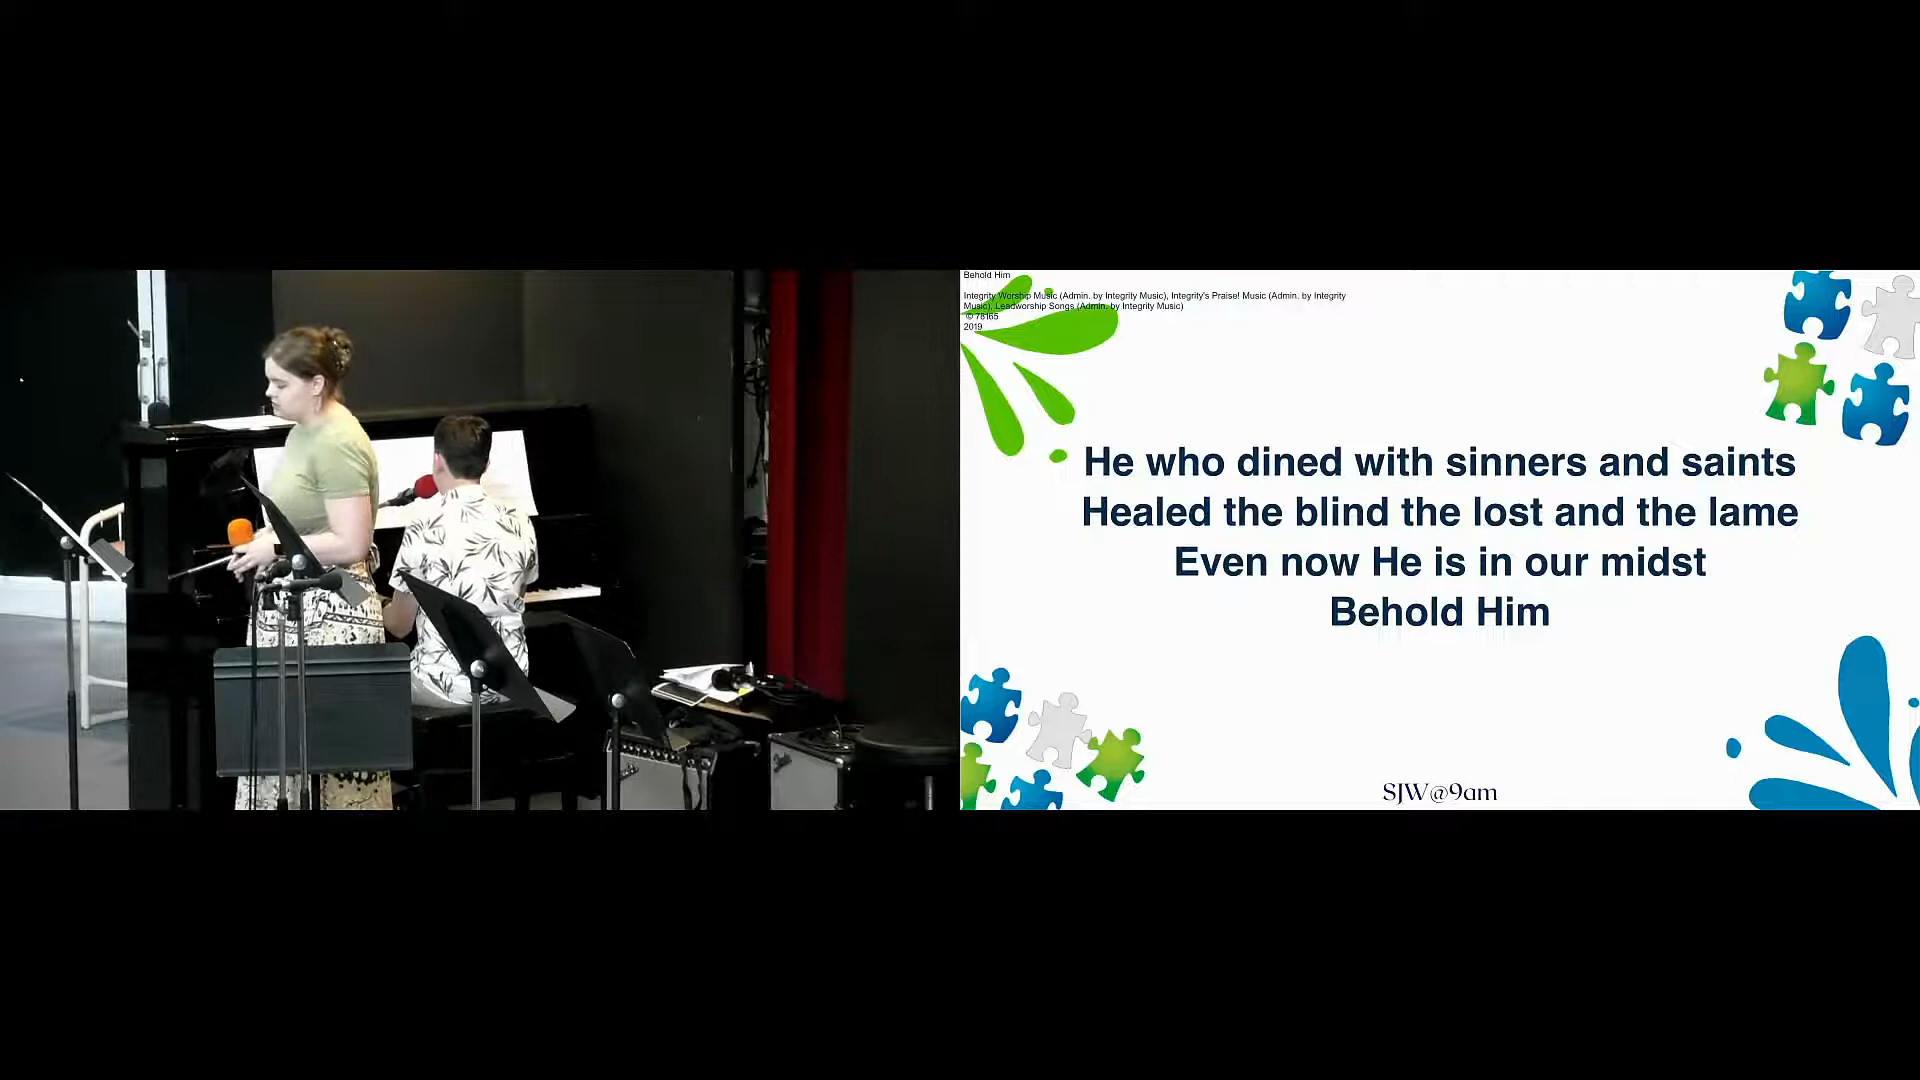 Behold Him
Integrity Worship Music (Admin. by Integrity Music), Integrity's Praise! Music (Admin. by Integrity
Music), Leadworship Songs (Admin. by Integrity Music)
© 78165
2019
He who dined with sinners and saints
Healed the blind the lost and the lame
Even now He is in our midst
Behold Him
SJW@9am